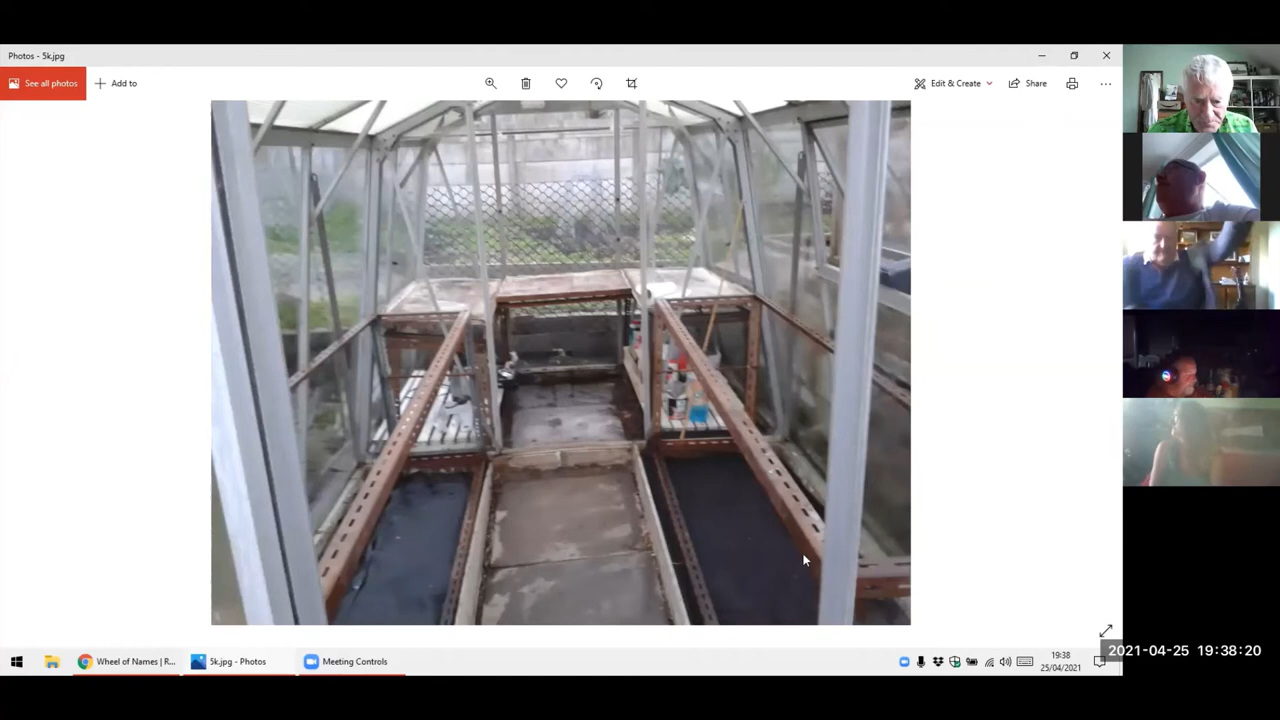 Photos - 5k.jpg
See all photos
Add to
Edit & Create
Share
Wheel of Names | R...
5k.jpg - Photos
Meeting Controls
19:38
25/04/2021
2021-04-25 19:38:20